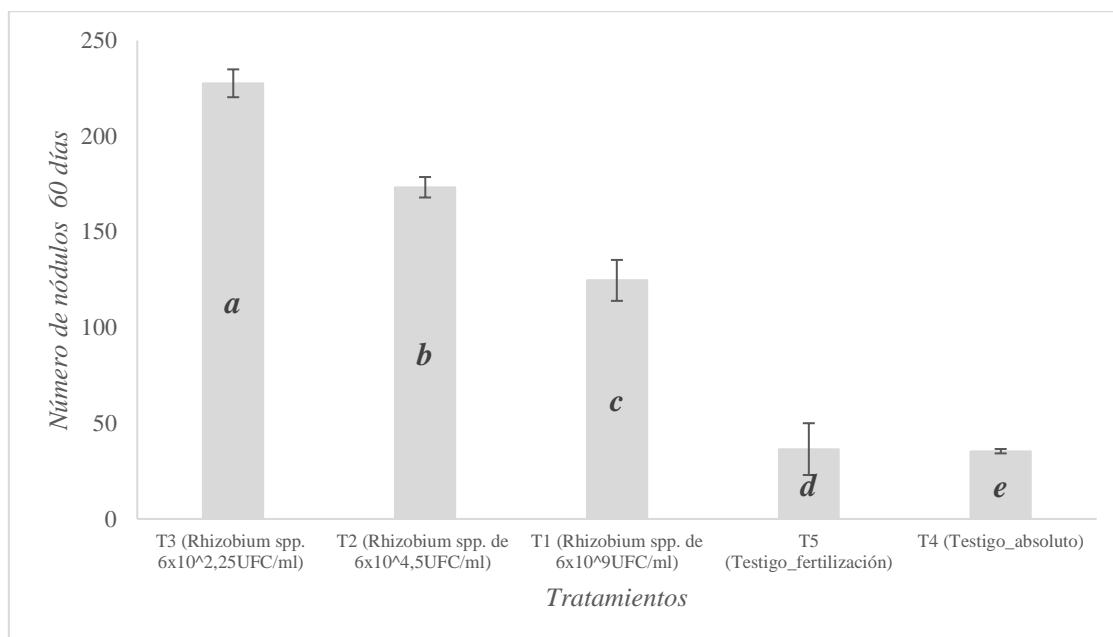 250
200
150
100
50
0
Número de nódulos 60 días
a
b
c
d
e
T3 (Rhizobium spp.
6x10^2,25UFC/ml)
T2 (Rhizobium spp. de
6x10^4,5UFC/ml)
T1 (Rhizobium spp. de
6x10^9UFC/ml)
T5
(Testigo_fertilización)
T4 (Testigo_absoluto)
Tratamientos